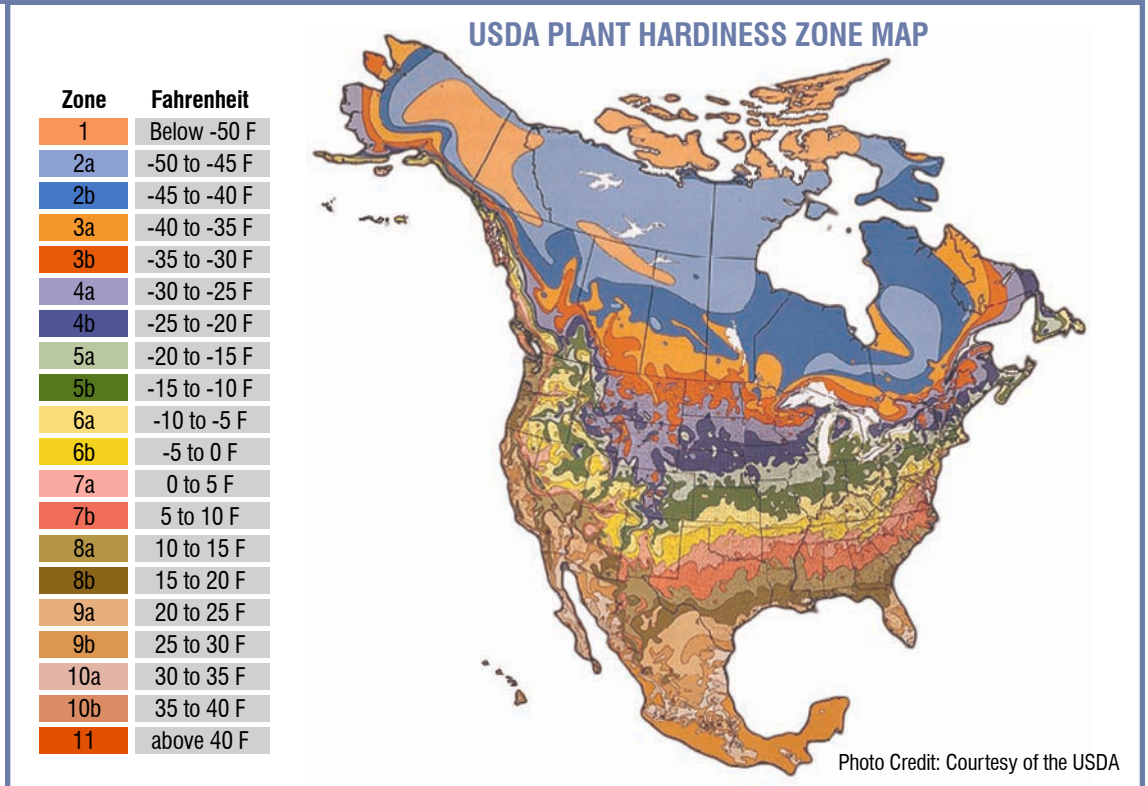 USDA PLANT HARDINESS ZONE MAP
Zone Fahrenheit
1 Below -50 F
2a -50 to -45 F
2b -45 to -40 F
3a -40 to -35 F
3b -35 to -30 F
4a -30 to -25 F
4b -25 to -20 F
5a -20 to -15 F
5b -15 to -10 F
6a -10 to -5 F
6b -5 to 0 F
7a 0 to 5 F
7b 5 to 10 F
8a 10 to 15 F
8b 15 to 20 F
9a 20 to 25 F
9b 25 to 30 F
10a 30 to 35 F
10b 35 to 40 F
11 above 40 F
Photo Credit: Courtesy of the USDA